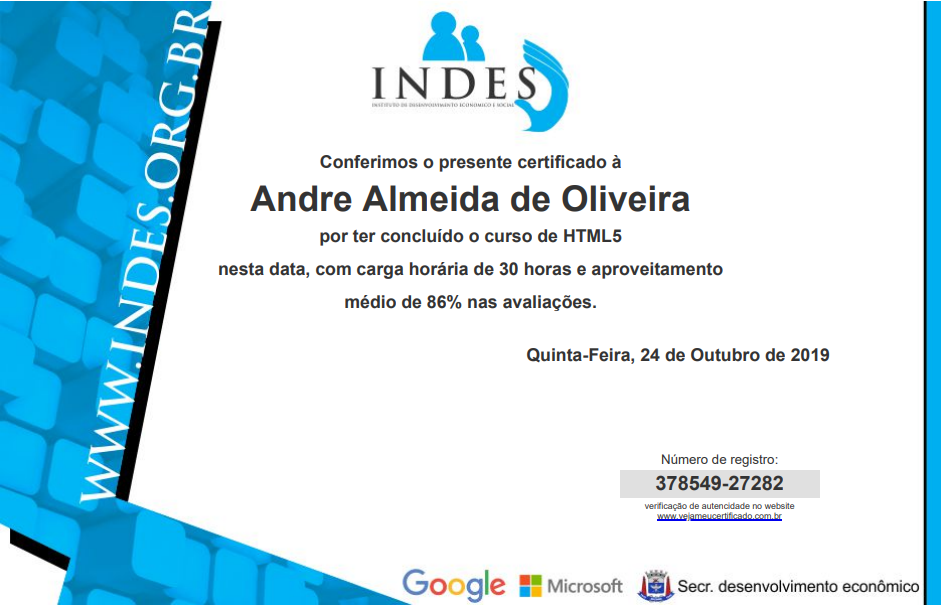 WWW.INDES.ORG.BR
INDES
INSTITUTO DE DESENVOLVIMENTO ECONOMICO E SOCIAL
Conferimos o presente certificado à
Andre Almeida de Oliveira
por ter concluído o curso de HTML5
nesta data, com carga horária de 30 horas e aproveitamento
médio de 86% nas avaliações.
Quinta-Feira, 24 de Outubro de 2019
Número de registro:
378549-27282
verificação de autencidade no website
www.vejameucertificado.com.br
Google Microsoft Secr. desenvolvimento econômico